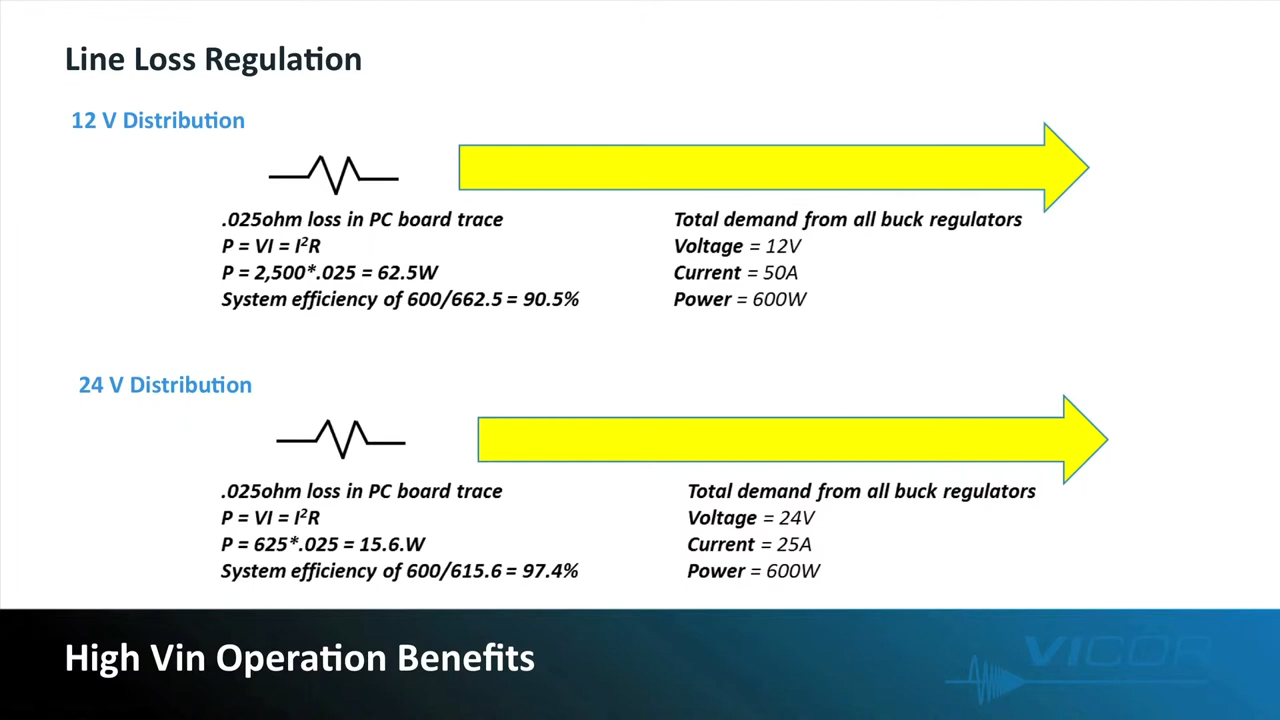 Line Loss Regulation
12 V Distribution
.025ohm loss in PC board trace
P = VI = I²R
P = 2,500*.025 = 62.5W
System efficiency of 600/662.5 = 90.5%
Total demand from all buck regulators
Voltage = 12V
Current = 50A
Power = 600W
24 V Distribution
.025ohm loss in PC board trace
P = VI = I²R
P = 625*.025 = 15.6.W
System efficiency of 600/615.6 = 97.4%
Total demand from all buck regulators
Voltage = 24V
Current = 25A
Power = 600W
High Vin Operation Benefits
VICOR